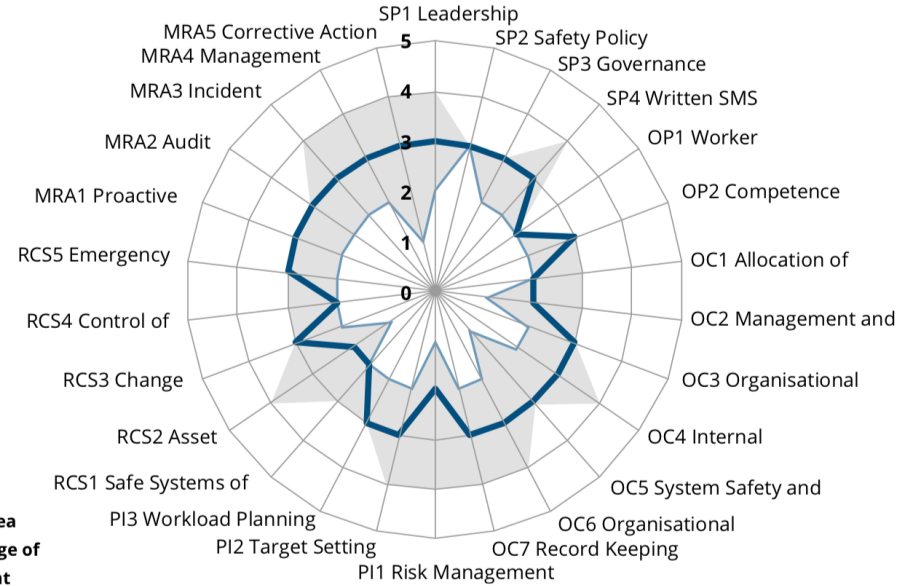 SP1 Leadership
MRA5 Corrective Action
5
SP2 Safety Policy
MRA4 Management
SP3 Governance
MRA3 Incident
4
SP4 Written SMS
MRA2 Audit
3
OP1 Worker
MRA1 Proactive
2
OP2 Competence
RCS5 Emergency
1
OC1 Allocation of
0
RCS4 Control of
OC2 Management and
RCS3 Change
OC3 Organisational
RCS2 Asset
OC4 Internal
RCS1 Safe Systems of
OC5 System Safety and
PI3 Workload Planning
OC6 Organisational
PI2 Target Setting
OC7 Record Keeping
PI1 Risk Management
ea
ge of
nt